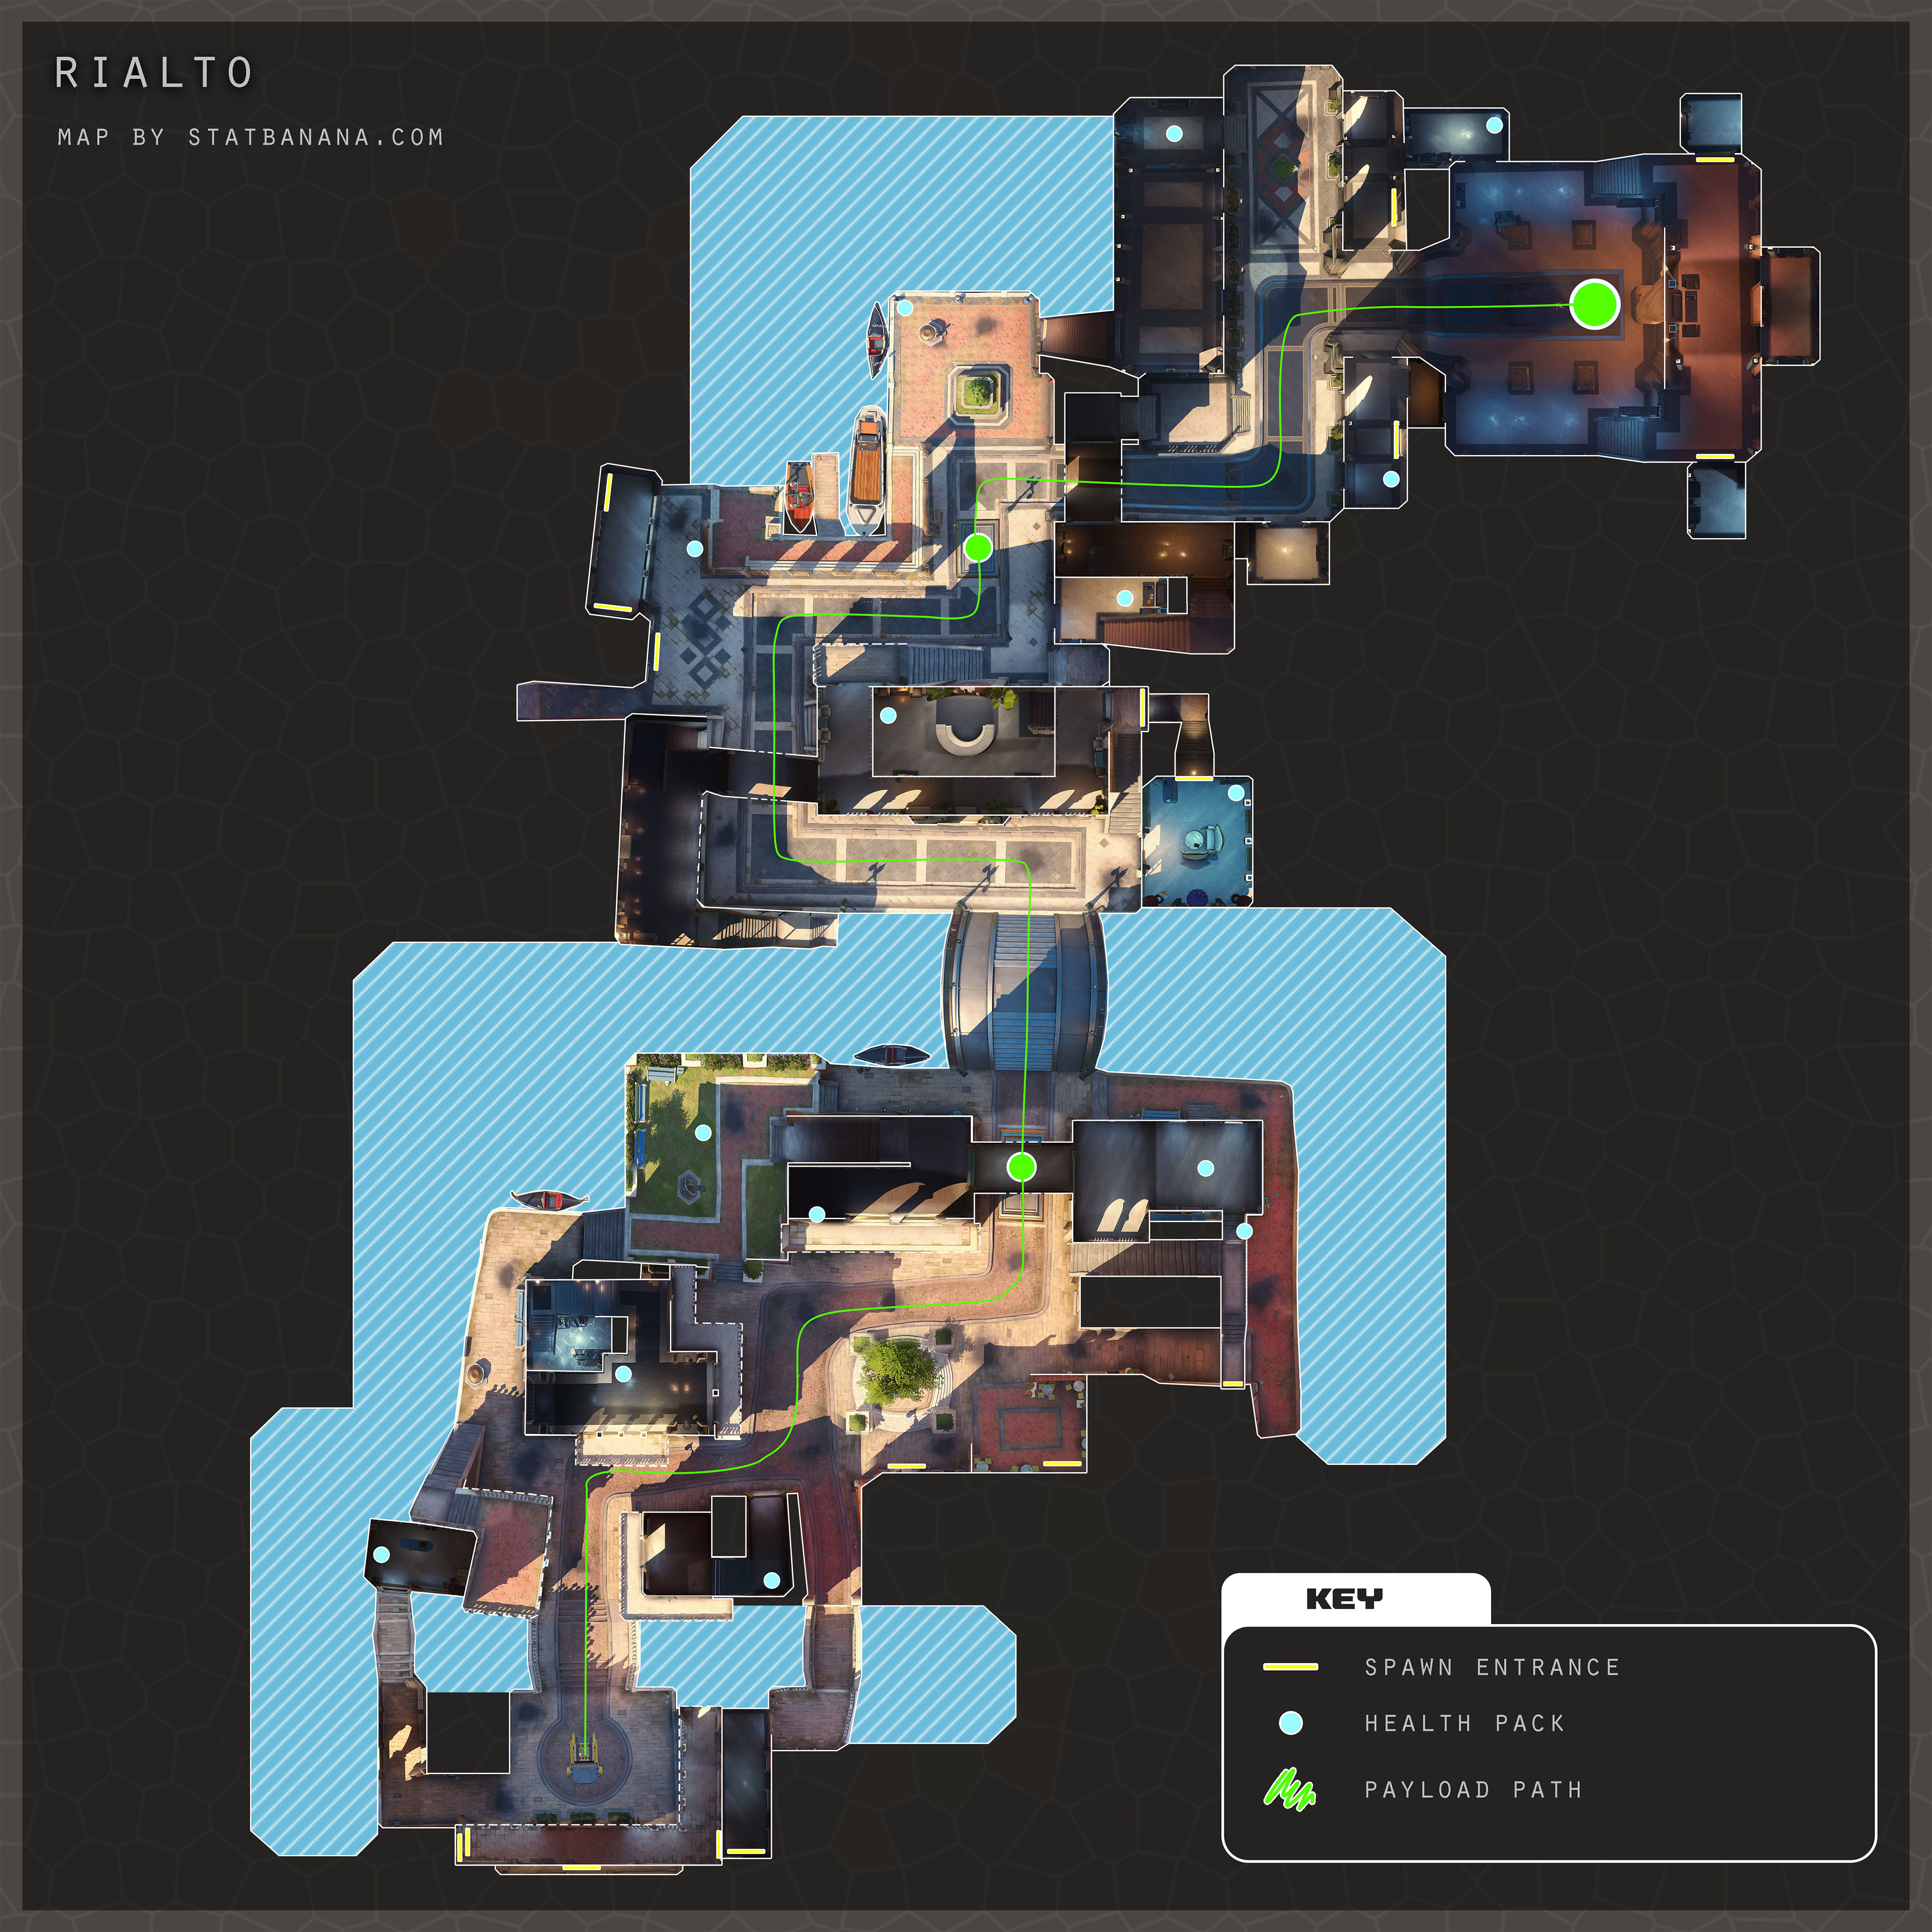 RIALTO
MAP BY STATBANANA.COM
KEY
SPAWN ENTRANCE
HEALTH PACK
PAYLOAD PATH